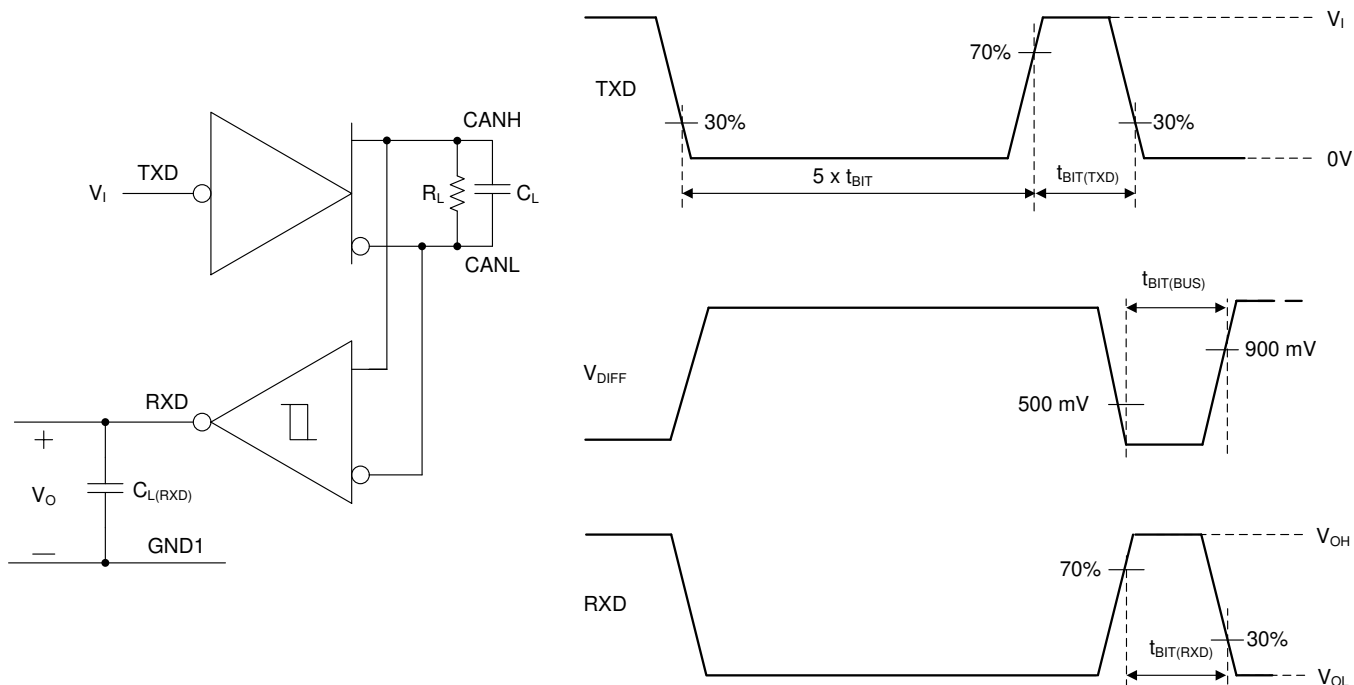 CANH
TXD
V_I
R_L
C_L
CANL
RXD
+
V_O
C_L(RXD)
—
GND1
V_I
70%
TXD
30%
30%
0V
5 x t_BIT
t_BIT(TXD)
t_BIT(BUS)
900 mV
V_DIFF
500 mV
V_OH
70%
RXD
30%
t_BIT(RXD)
V_OL